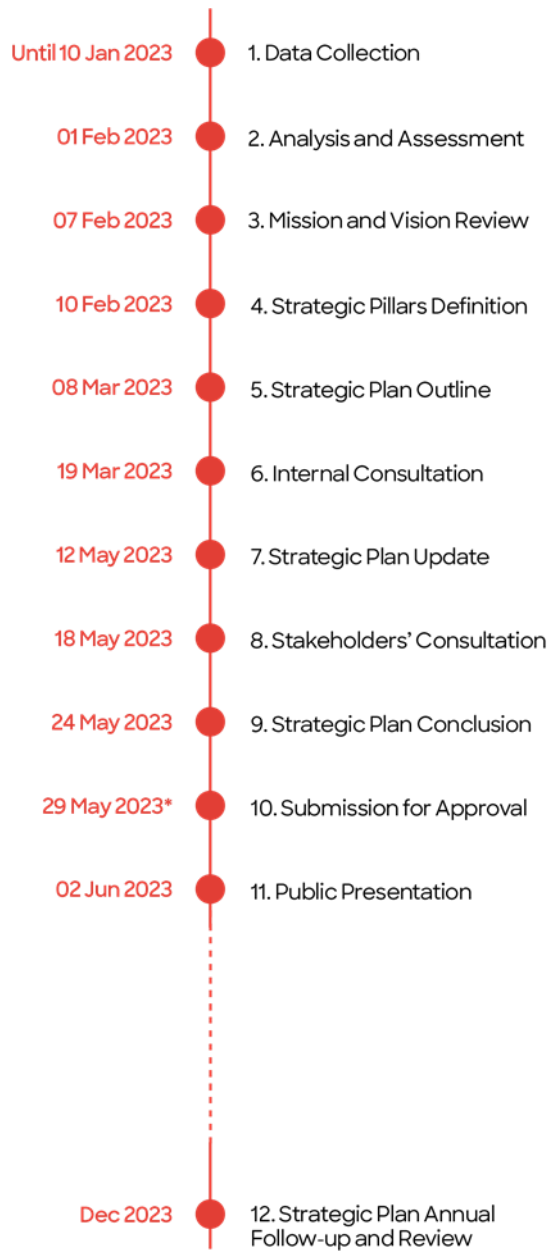 Until 10 Jan 2023 1. Data Collection
01 Feb 2023 2. Analysis and Assessment
07 Feb 2023 3. Mission and Vision Review
10 Feb 2023 4. Strategic Pillars Definition
08 Mar 2023 5. Strategic Plan Outline
19 Mar 2023 6. Internal Consultation
12 May 2023 7. Strategic Plan Update
18 May 2023 8. Stakeholders’ Consultation
24 May 2023 9. Strategic Plan Conclusion
29 May 2023* 10. Submission for Approval
02 Jun 2023 11. Public Presentation
Dec 2023 12. Strategic Plan Annual
Follow-up and Review